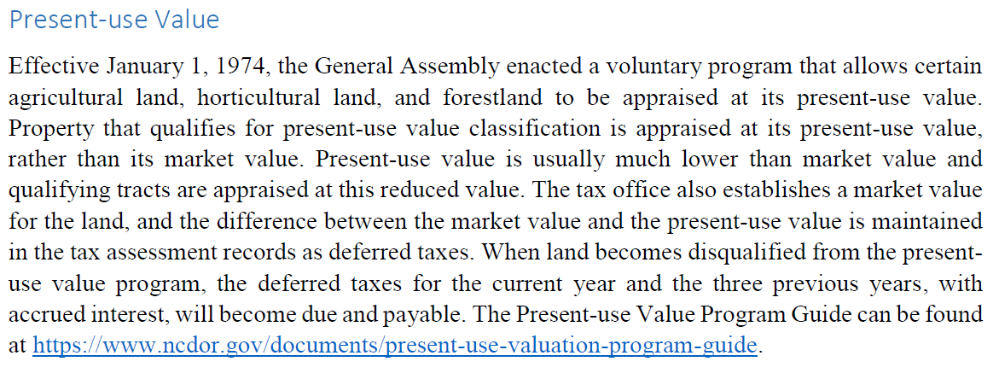 Present-use Value
Effective January 1, 1974, the General Assembly enacted a voluntary program that allows certain
agricultural land, horticultural land, and forestland to be appraised at its present-use value.
Property that qualifies for present-use value classification is appraised at its present-use value,
rather than its market value. Present-use value is usually much lower than market value and
qualifying tracts are appraised at this reduced value. The tax office also establishes a market value
for the land, and the difference between the market value and the present-use value is maintained
in the tax assessment records as deferred taxes. When land becomes disqualified from the present-
use value program, the deferred taxes for the current year and the three previous years, with
accrued interest, will become due and payable. The Present-use Value Program Guide can be found
at https://www.ncdor.gov/documents/present-use-valuation-program-guide.